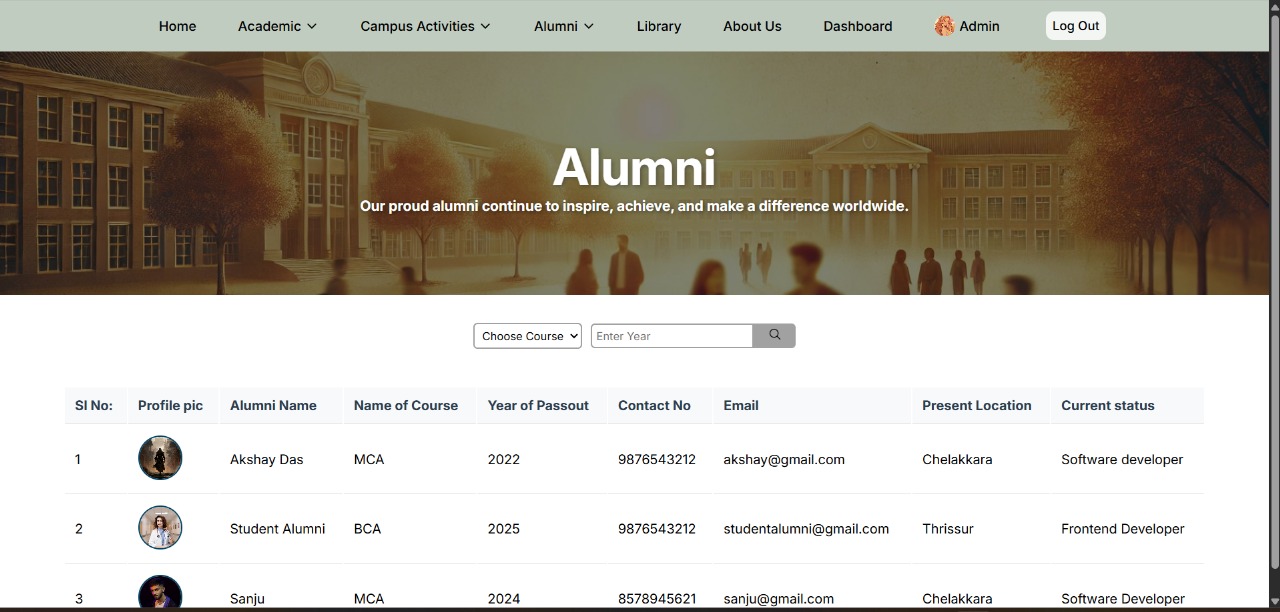 Home Academic Campus Activities Alumni Library About Us Dashboard Admin Log Out
Alumni
Our proud alumni continue to inspire, achieve, and make a difference worldwide.
Choose Course Enter Year
Sl No: Profile pic Alumni Name Name of Course Year of Passout Contact No Email Present Location Current status
1 Akshay Das MCA 2022 9876543212 akshay@gmail.com Chelakkara Software developer
2 Student Alumni BCA 2025 9876543212 studentalumni@gmail.com Thrissur Frontend Developer
3 Sanju MCA 2024 8578945621 sanju@gmail.com Chelakkara Software Developer